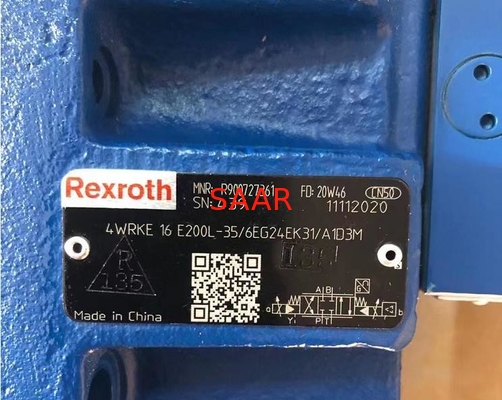 Rexroth
MNR: R900727361 FD: 20W46 CN50
SN: 11112020
SAAR
4WRKE 16 E200L-35/6EG24EK31/A1D3M
R
135
Made in China
A B
G
a b
Y P T